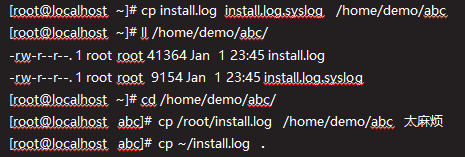 [root@localhost ~]# cp install.log install.log.syslog /home/demo/abc
[root@localhost ~]# ll /home/demo/abc/
-rw-r--r--. 1 root root 41364 Jan 1 23:45 install.log
-rw-r--r--. 1 root root 9154 Jan 1 23:45 install.log.syslog
[root@localhost ~]# cd /home/demo/abc/
[root@localhost abc]# cp /root/install.log /home/demo/abc 太麻烦
[root@localhost abc]# cp ~/install.log .